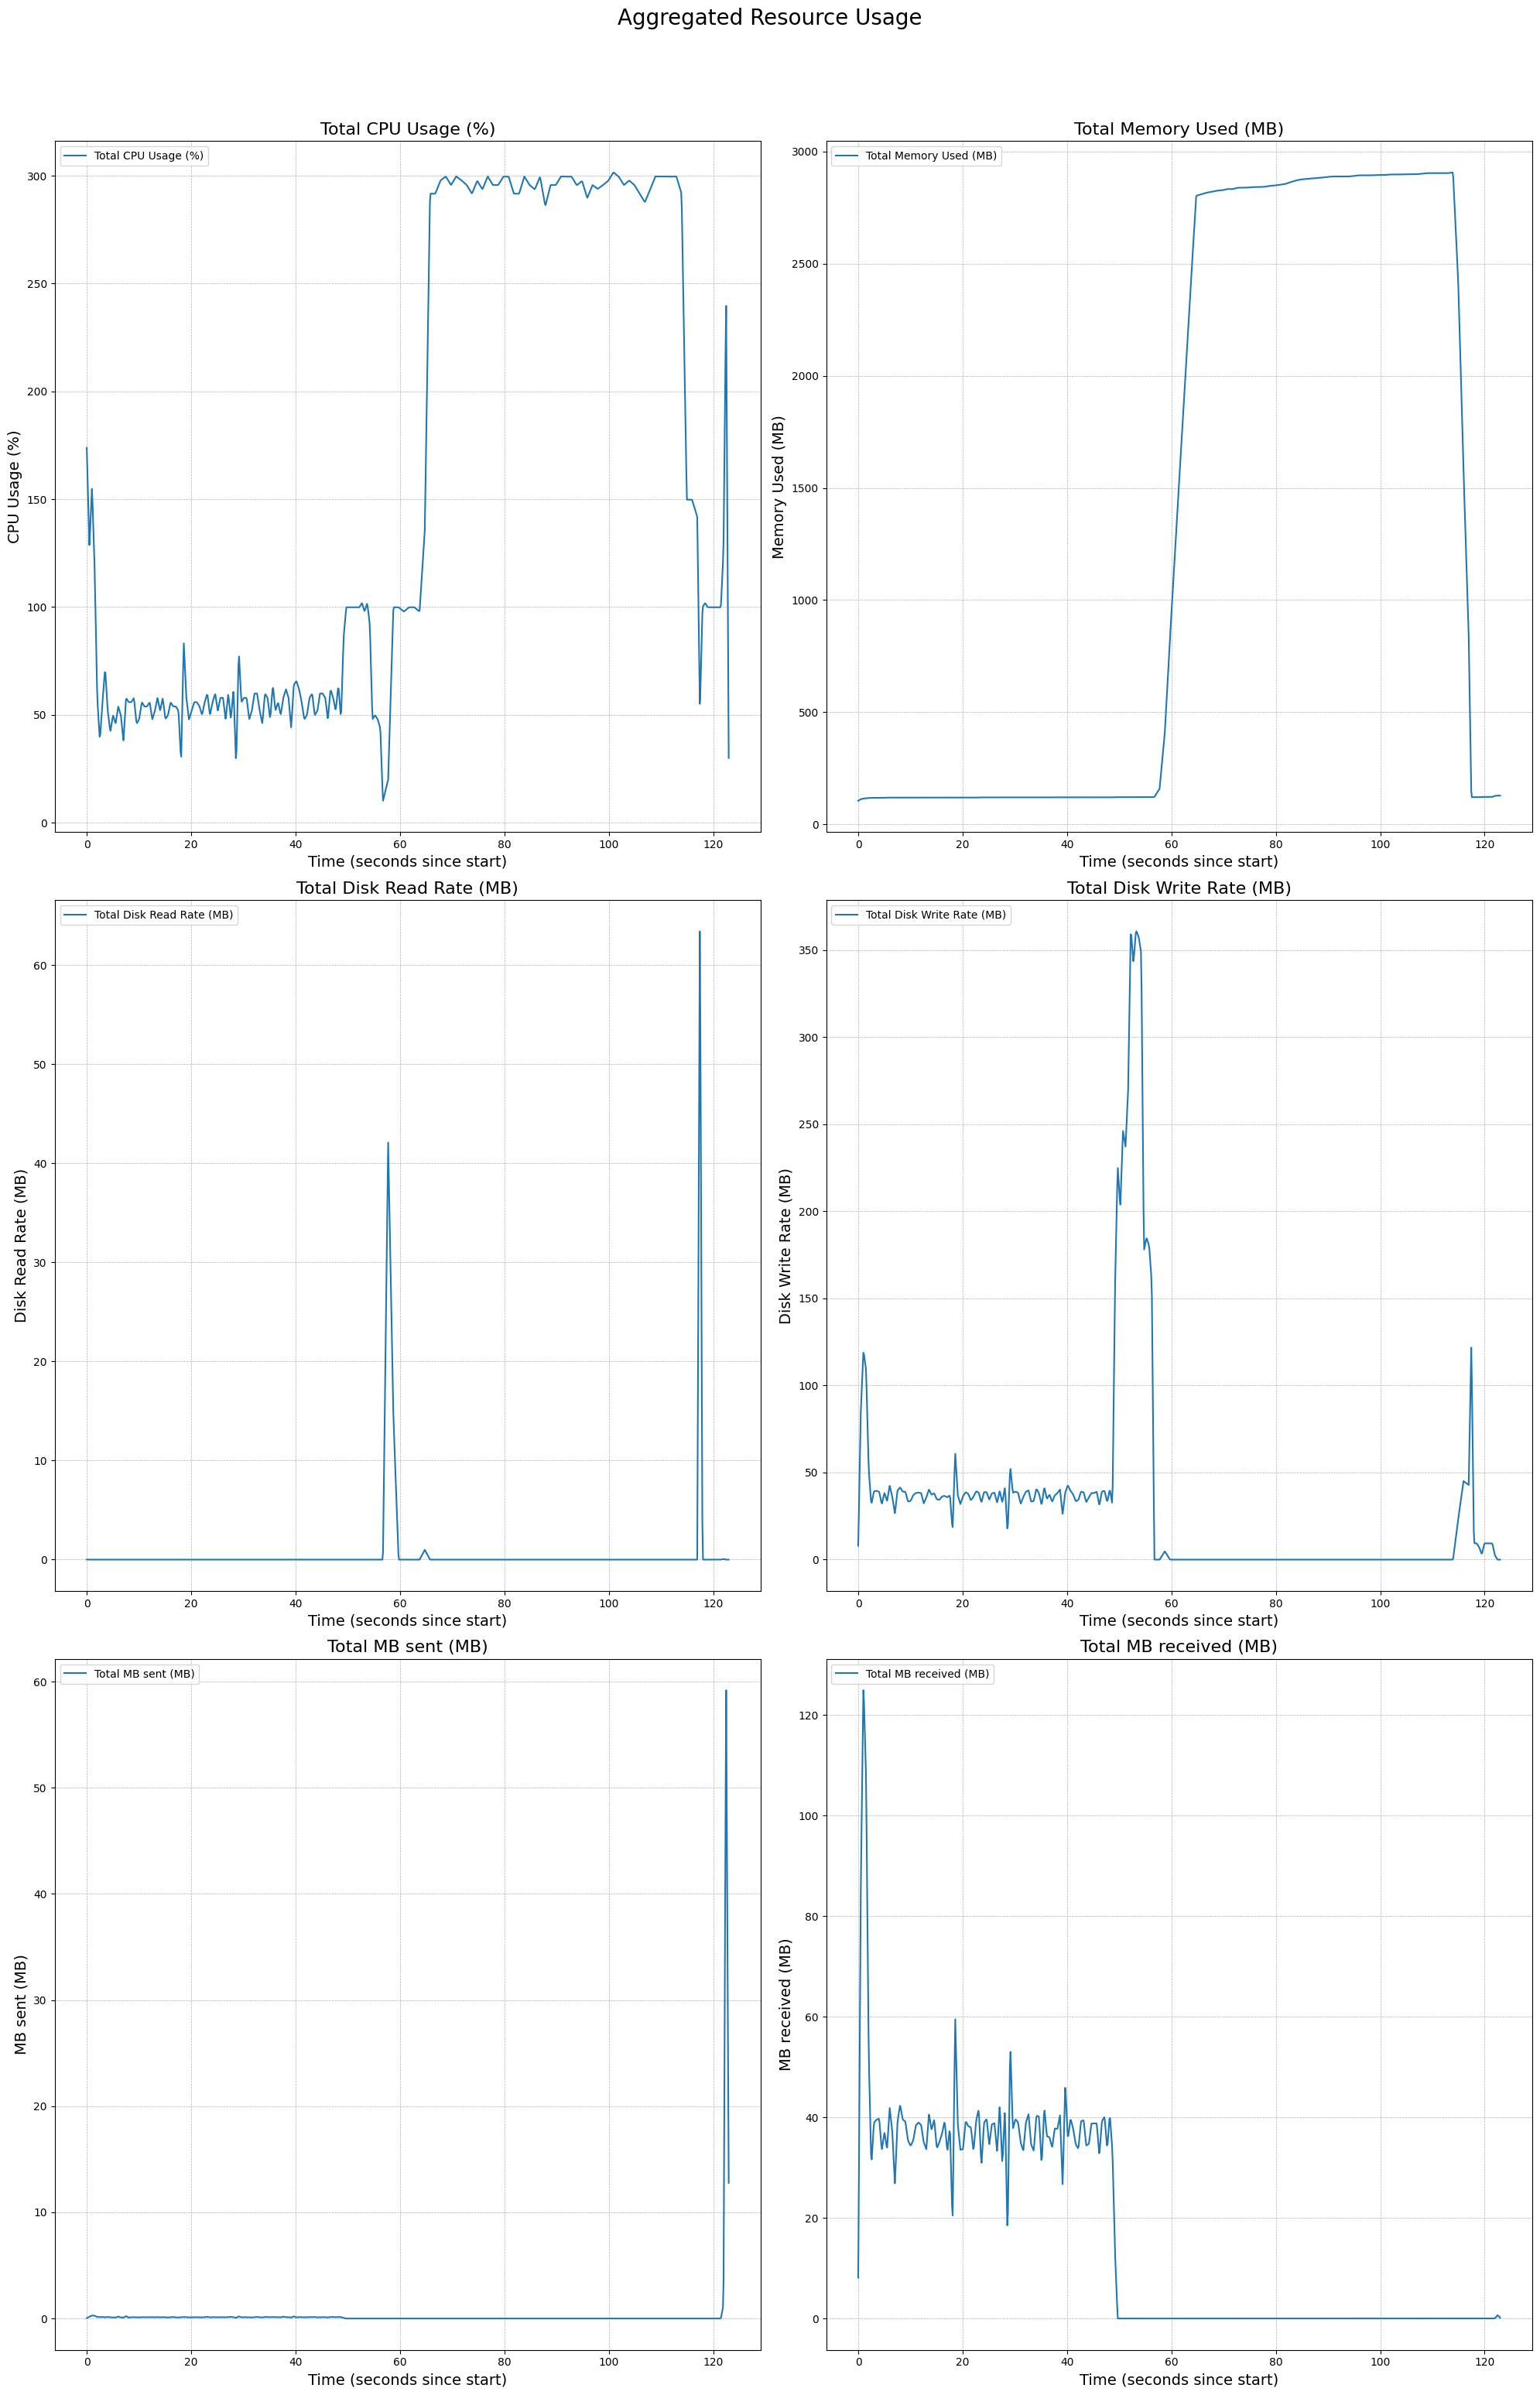 Aggregated Resource Usage
Total CPU Usage (%)
Total CPU Usage (%)
CPU Usage (%)
300
250
200
150
100
50
0
0 20 40 60 80 100 120
Time (seconds since start)
Total Memory Used (MB)
Total Memory Used (MB)
Memory Used (MB)
3000
2500
2000
1500
1000
500
0
0 20 40 60 80 100 120
Time (seconds since start)
Total Disk Read Rate (MB)
Total Disk Read Rate (MB)
Disk Read Rate (MB)
60
50
40
30
20
10
0
0 20 40 60 80 100 120
Time (seconds since start)
Total Disk Write Rate (MB)
Total Disk Write Rate (MB)
Disk Write Rate (MB)
350
300
250
200
150
100
50
0
0 20 40 60 80 100 120
Time (seconds since start)
Total MB sent (MB)
Total MB sent (MB)
MB sent (MB)
60
50
40
30
20
10
0
0 20 40 60 80 100 120
Time (seconds since start)
Total MB received (MB)
Total MB received (MB)
MB received (MB)
120
100
80
60
40
20
0
0 20 40 60 80 100 120
Time (seconds since start)